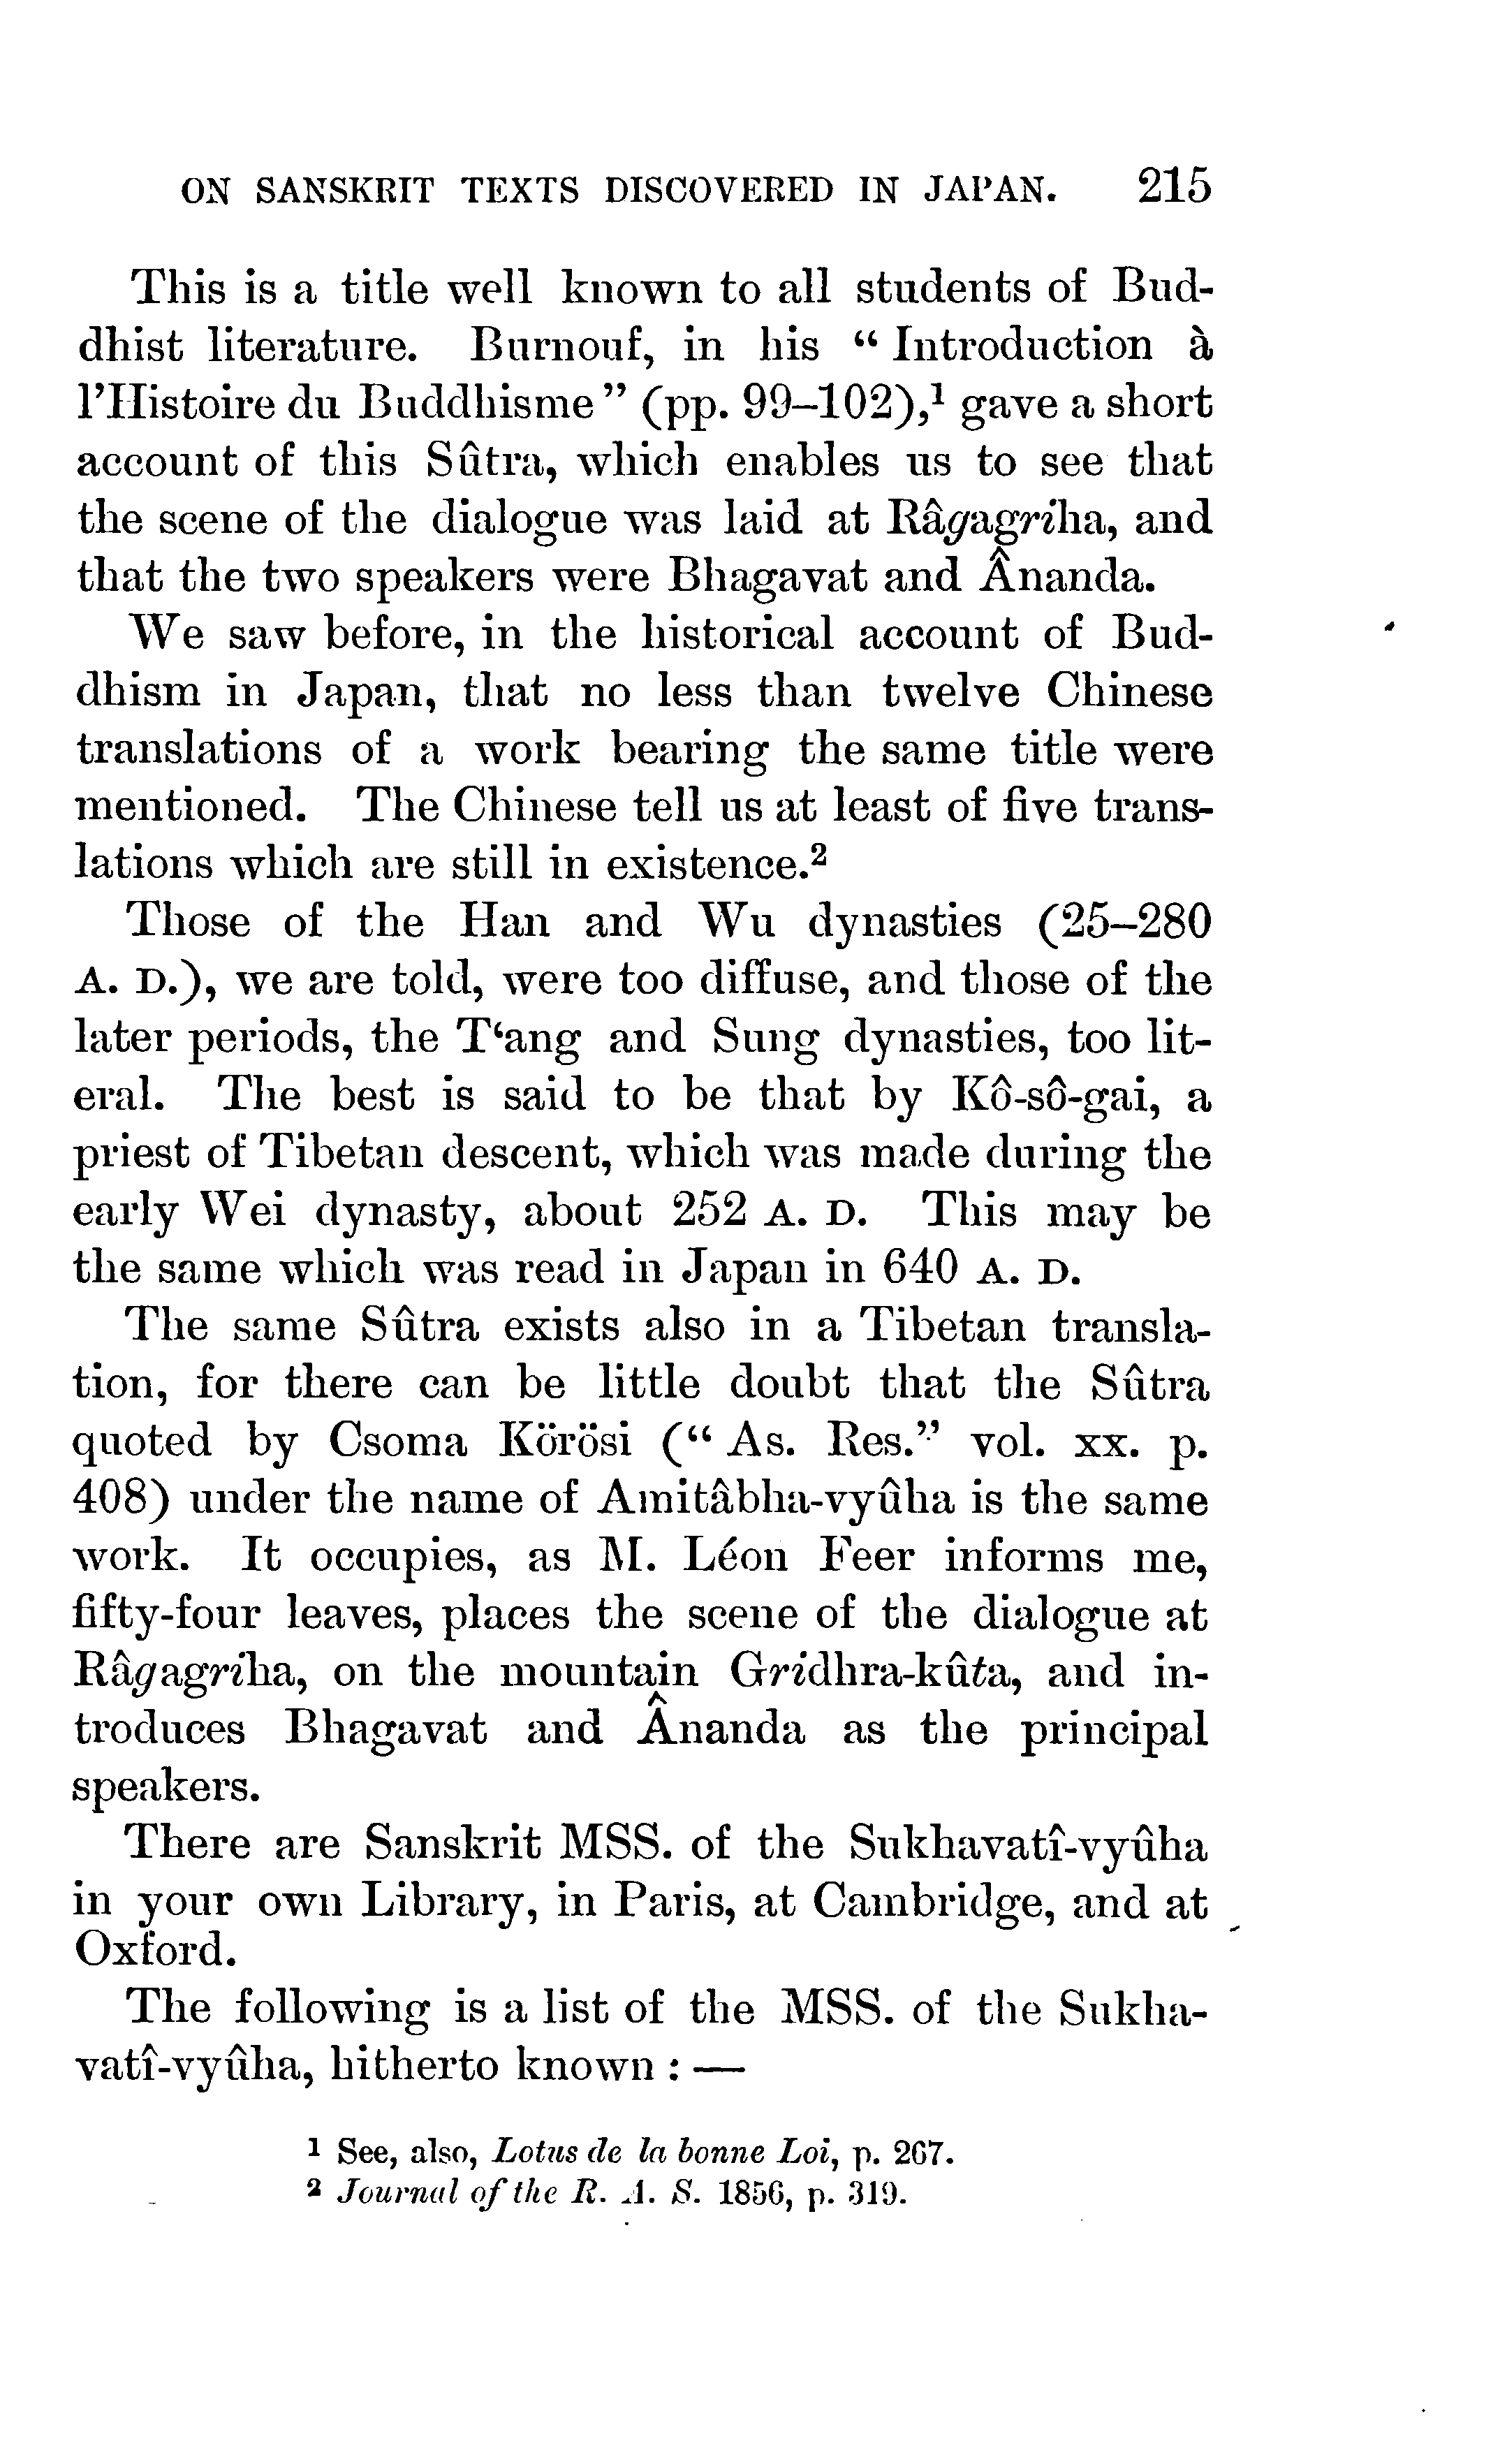 ON SANSKRIT TEXTS DISCOVERED IN JAPAN. 215
This is a title well known to all students of Bud-
dhist literature. Burnouf, in his “ Introduction à
l’Histoire du Buddhisme ” (pp. 99–102),¹ gave a short
account of this Sûtra, which enables us to see that
the scene of the dialogue was laid at Râgagriha, and
that the two speakers were Bhagavat and Ânanda.
We saw before, in the historical account of Bud-
dhism in Japan, that no less than twelve Chinese
translations of a work bearing the same title were
mentioned. The Chinese tell us at least of five trans-
lations which are still in existence.²
Those of the Han and Wu dynasties (25–280
A. D.), we are told, were too diffuse, and those of the
later periods, the T‘ang and Sung dynasties, too lit-
eral. The best is said to be that by Kô-sô-gai, a
priest of Tibetan descent, which was made during the
early Wei dynasty, about 252 A. D. This may be
the same which was read in Japan in 640 A. D.
The same Sûtra exists also in a Tibetan transla-
tion, for there can be little doubt that the Sûtra
quoted by Csoma Körösi (“ As. Res.” vol. xx. p.
408) under the name of Amitâbha-vyûha is the same
work. It occupies, as M. Léon Feer informs me,
fifty-four leaves, places the scene of the dialogue at
Râgagriha, on the mountain Gridhra-kûta, and in-
troduces Bhagavat and Ânanda as the principal
speakers.
There are Sanskrit MSS. of the Sukhavatî-vyûha
in your own Library, in Paris, at Cambridge, and at
Oxford.
The following is a list of the MSS. of the Sukha-
vatî-vyûha, hitherto known : —
¹ See, also, Lotus de la bonne Loi, p. 267.
² Journal of the R. A. S. 1856, p. 319.